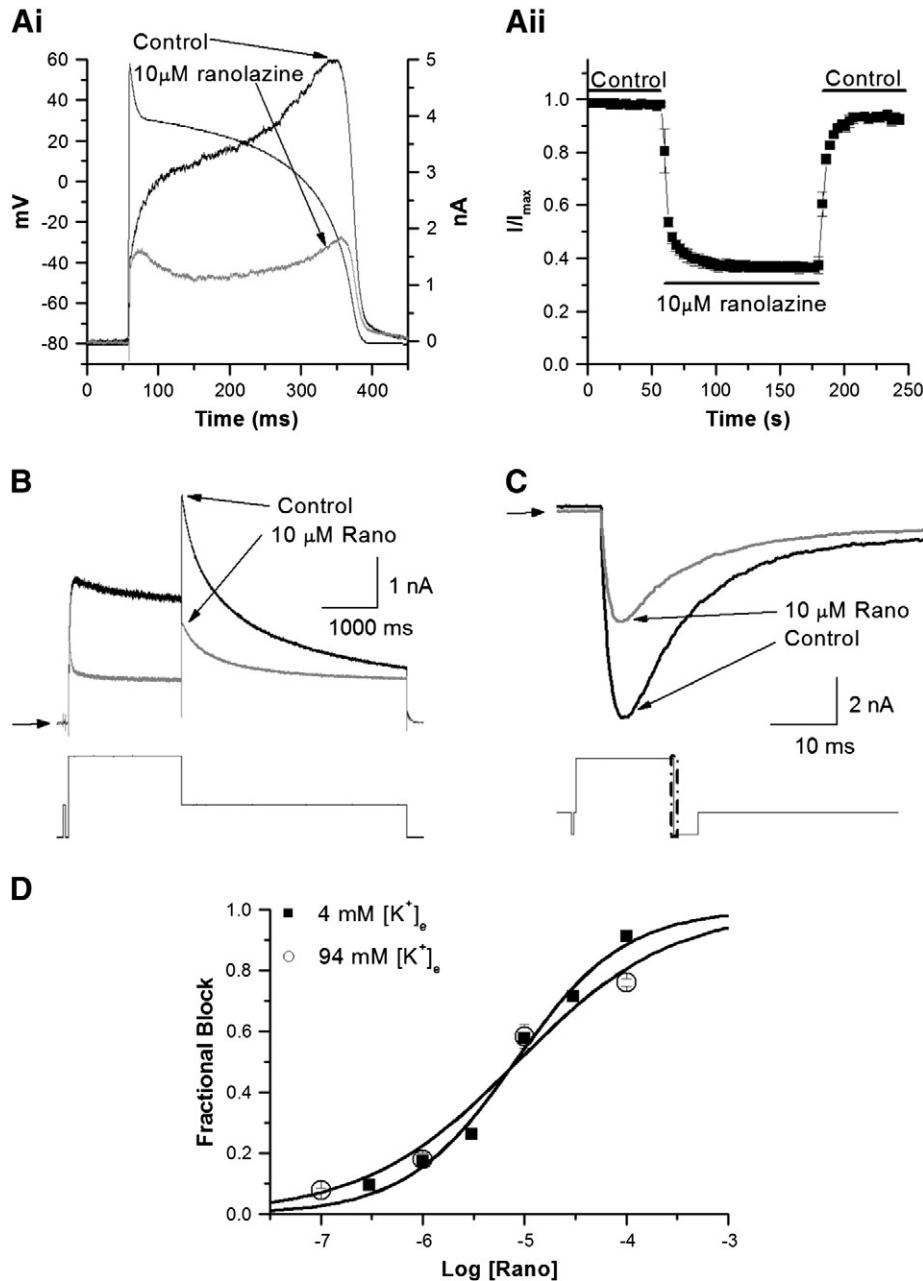 Ai
Control
10μM ranolazine
60
40
20
0
-20
-40
-60
-80
mV
5
4
3
2
1
0
nA
0 100 200 300 400
Time (ms)
Aii
Control
Control
1.0
0.8
0.6
0.4
0.2
0.0
I/Imax
10μM ranolazine
0 50 100 150 200 250
Time (s)
B
Control
10 μM Rano
1 nA
1000 ms
C
10 μM Rano
Control
2 nA
10 ms
D
4 mM [K+]e
94 mM [K+]e
1.0
0.8
0.6
0.4
0.2
0.0
Fractional Block
-7 -6 -5 -4 -3
Log [Rano]